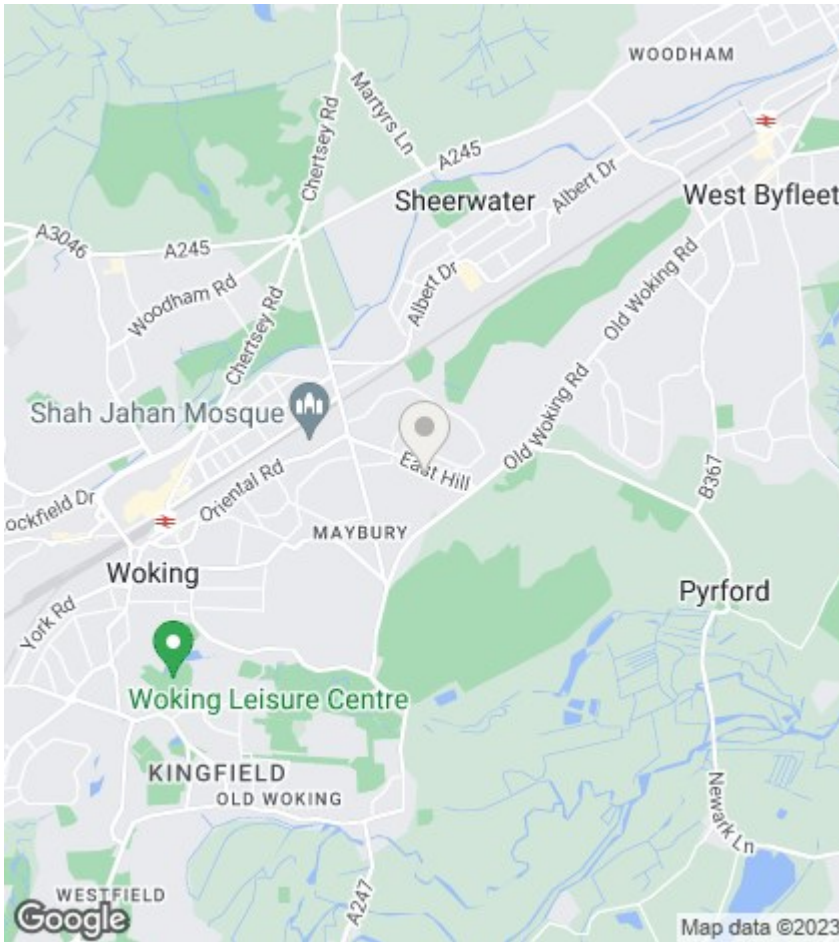 WOODHAM
Martyrs Ln
Chertsey Rd
A245
Sheerwater
Albert Dr
West Byfleet
A3046
A245
Woodham Rd
Chertsey Rd
Albert Dr
Old Woking Rd
Shah Jahan Mosque
Old Woking Rd
East Hill
Oriental Rd
B367
ockfield Dr
MAYBURY
Woking
Pyrford
York Rd
Woking Leisure Centre
KINGFIELD
OLD WOKING
Newark Ln
WESTFIELD
A247
Google
Map data ©2023